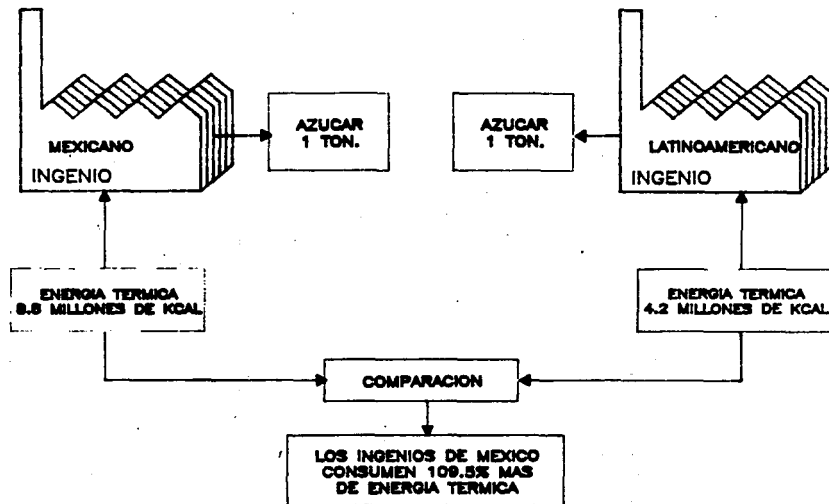 MEXICANO
INGENIO
AZUCAR
1 TON.
AZUCAR
1 TON.
LATINOAMERICANO
INGENIO
ENERGIA TERMICA
8.8 MILLONES DE KCAL
ENERGIA TERMICA
4.2 MILLONES DE KCAL
COMPARACION
LOS INGENIOS DE MEXICO
CONSUMEN 109.5% MAS
DE ENERGIA TERMICA